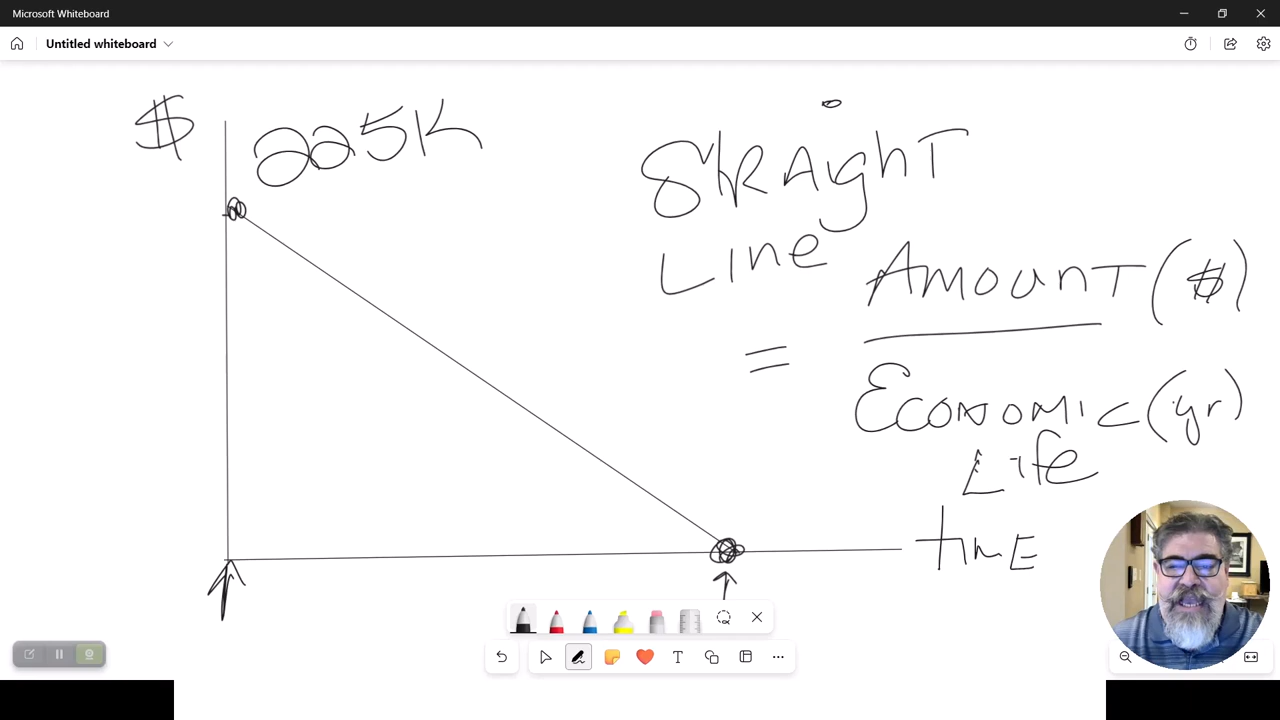 Microsoft Whiteboard
Untitled whiteboard
$
225K
STRAIghT
LINE
= AMOUNT ($)
ECONOMIC (yr)
Life
tIME
T